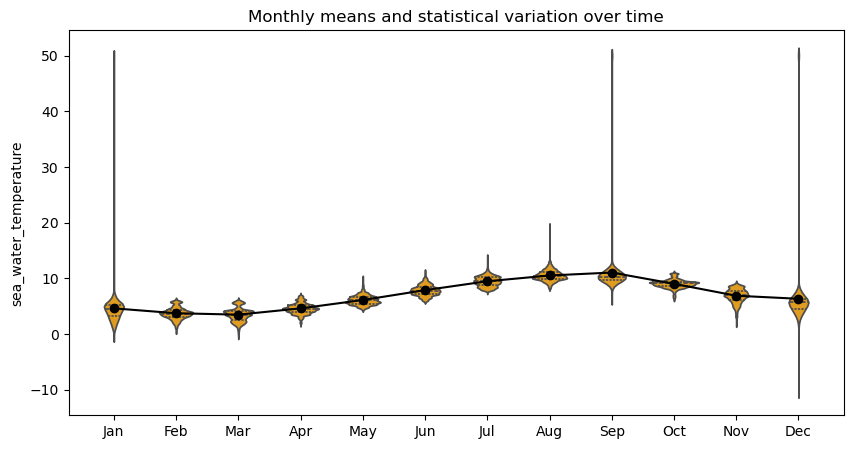 Monthly means and statistical variation over time
sea_water_temperature
50
40
30
20
10
0
−10
Jan Feb Mar Apr May Jun Jul Aug Sep Oct Nov Dec